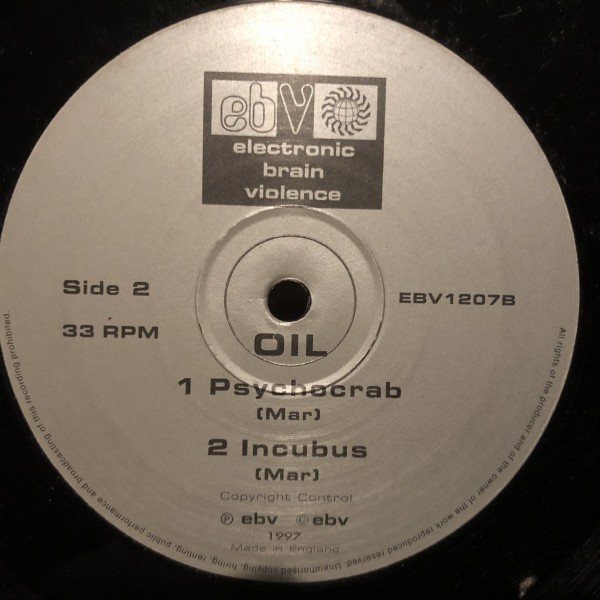 ebv
electronic
brain
violence
Side 2
EBV1207B
33 RPM
OIL
1 Psychocrab
(Mar)
2 Incubus
(Mar)
Copyright Control
℗ ebv © ebv
1997
Made in England
All rights of the producer and of the owner of the work reproduced reserved. Unauthorised copying, hiring, renting, public performance and broadcasting of this recording prohibited.